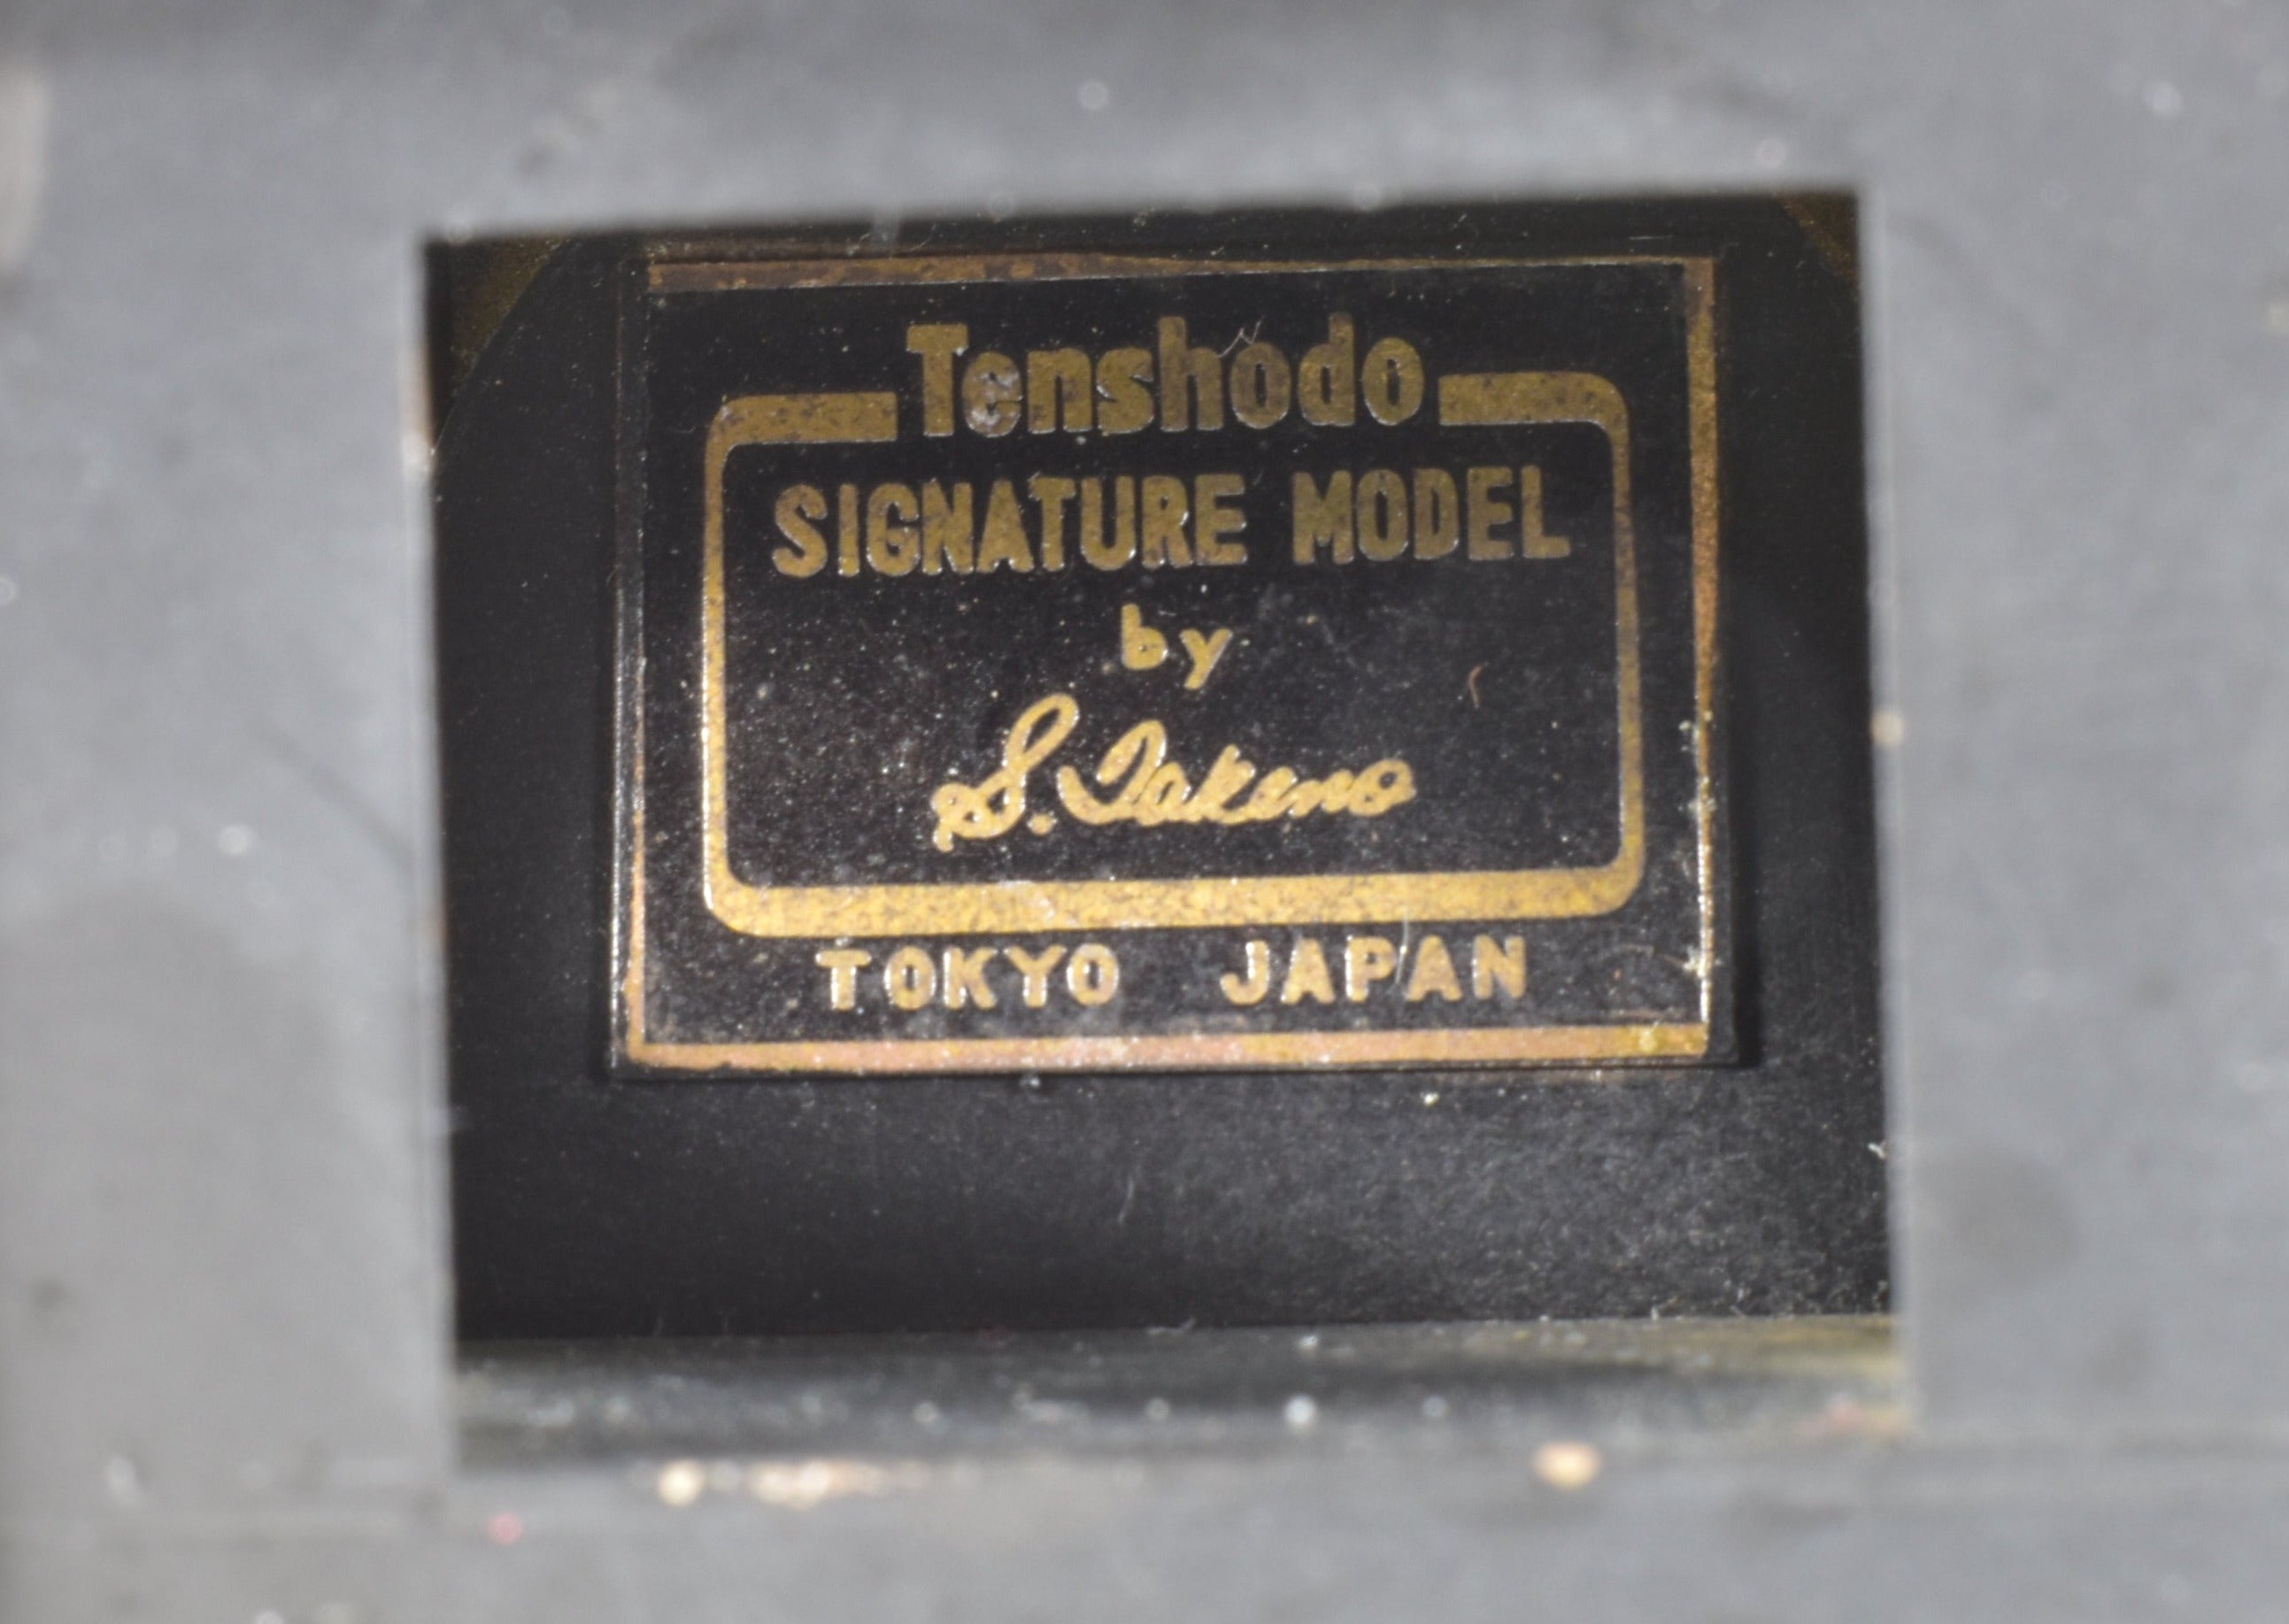 Tenshodo
SIGNATURE MODEL
by
S. Takeno
TOKYO JAPAN